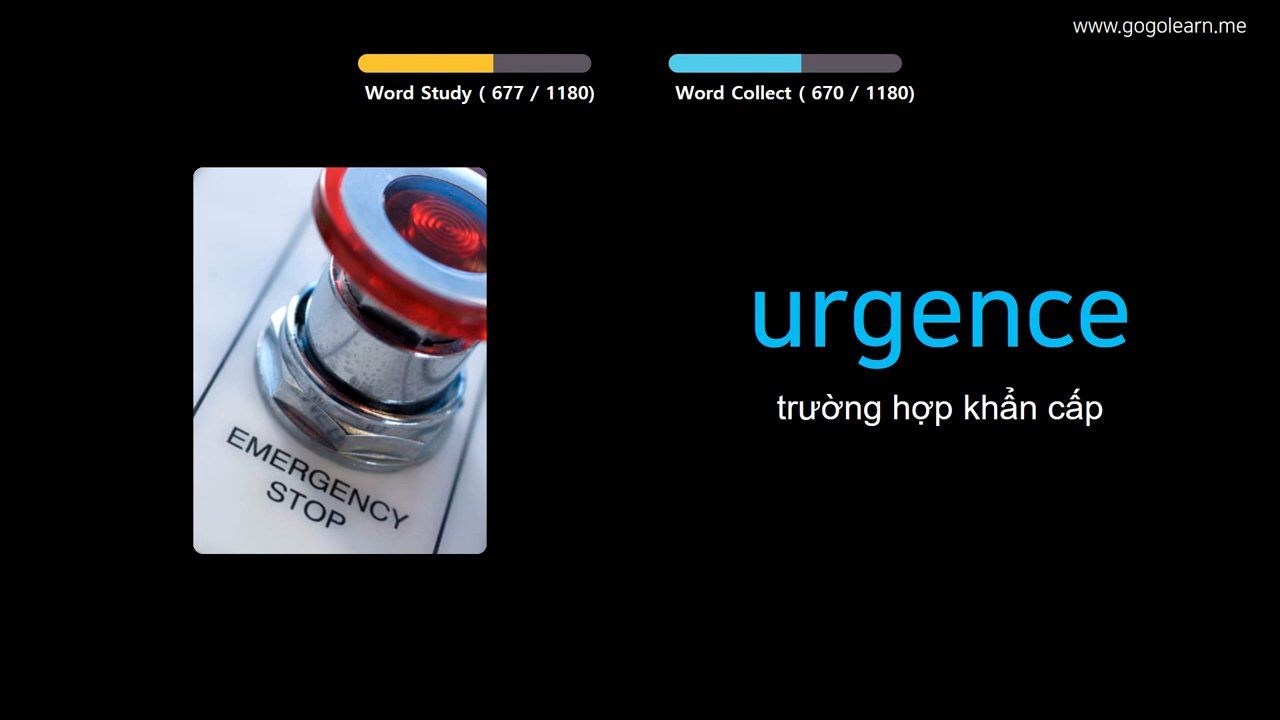 www.gogolearn.me
Word Study ( 677 / 1180)
Word Collect ( 670 / 1180)
EMERGENCY
STOP
urgence
trường hợp khẩn cấp